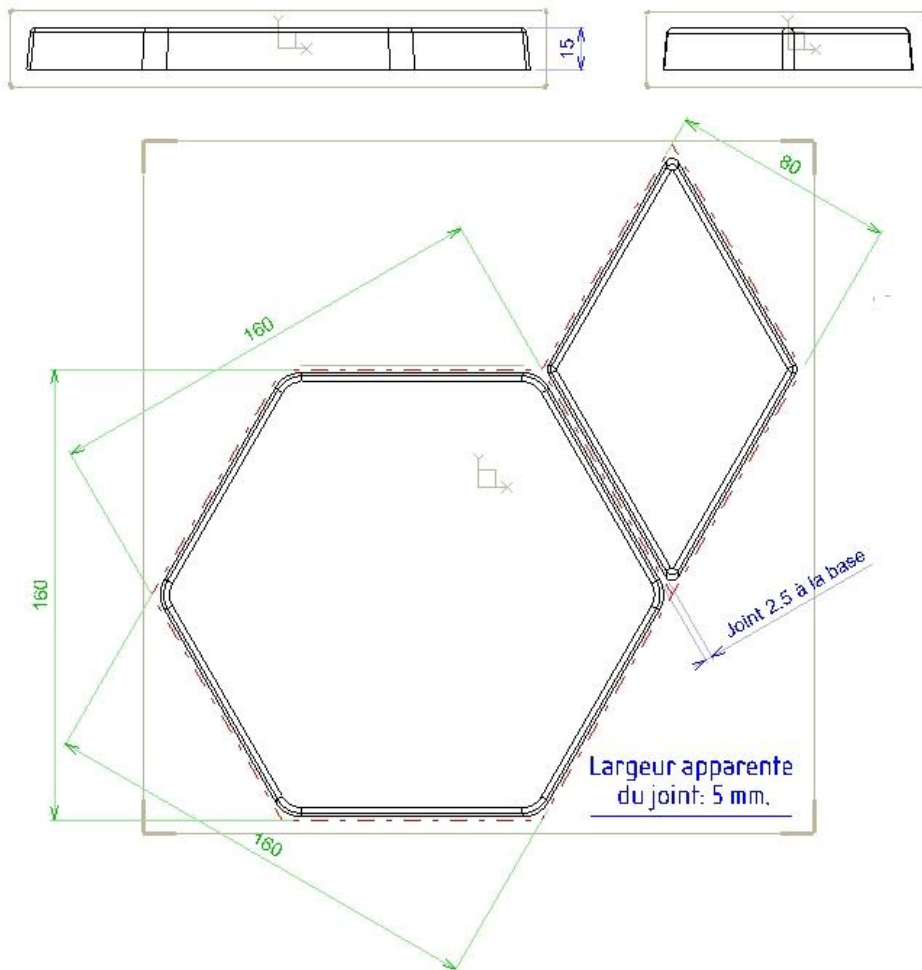 Y
X
15
Y
X
80
160
160
Y
X
Joint 2.5 à la base
Largeur apparente
du joint: 5 mm.
160